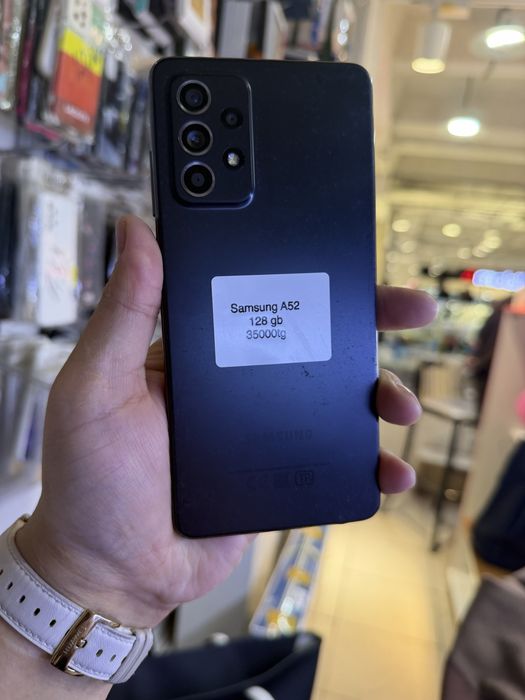 Samsung A52
128 gb
35000tg
SAMSUNG